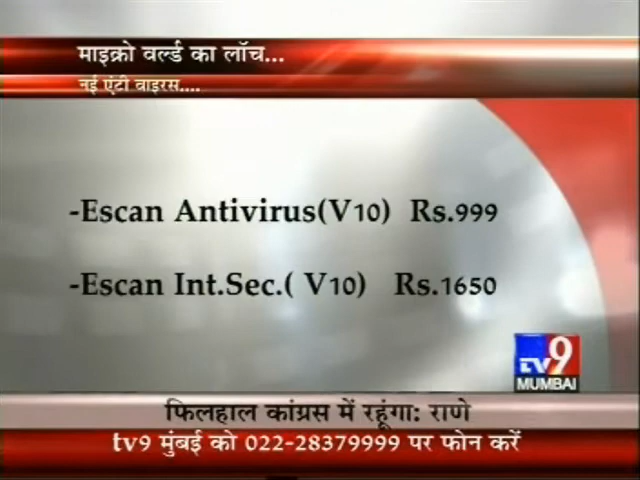 माइक्रो वर्ल्ड का लॉच...
नई एंटी वाइरस....
-Escan Antivirus(V10) Rs.999
-Escan Int.Sec.( V10) Rs.1650
tv9
MUMBAI
फिलहाल कांग्रस में रहूंगा: राणे
tv9 मुंबई को 022-28379999 पर फोन करें